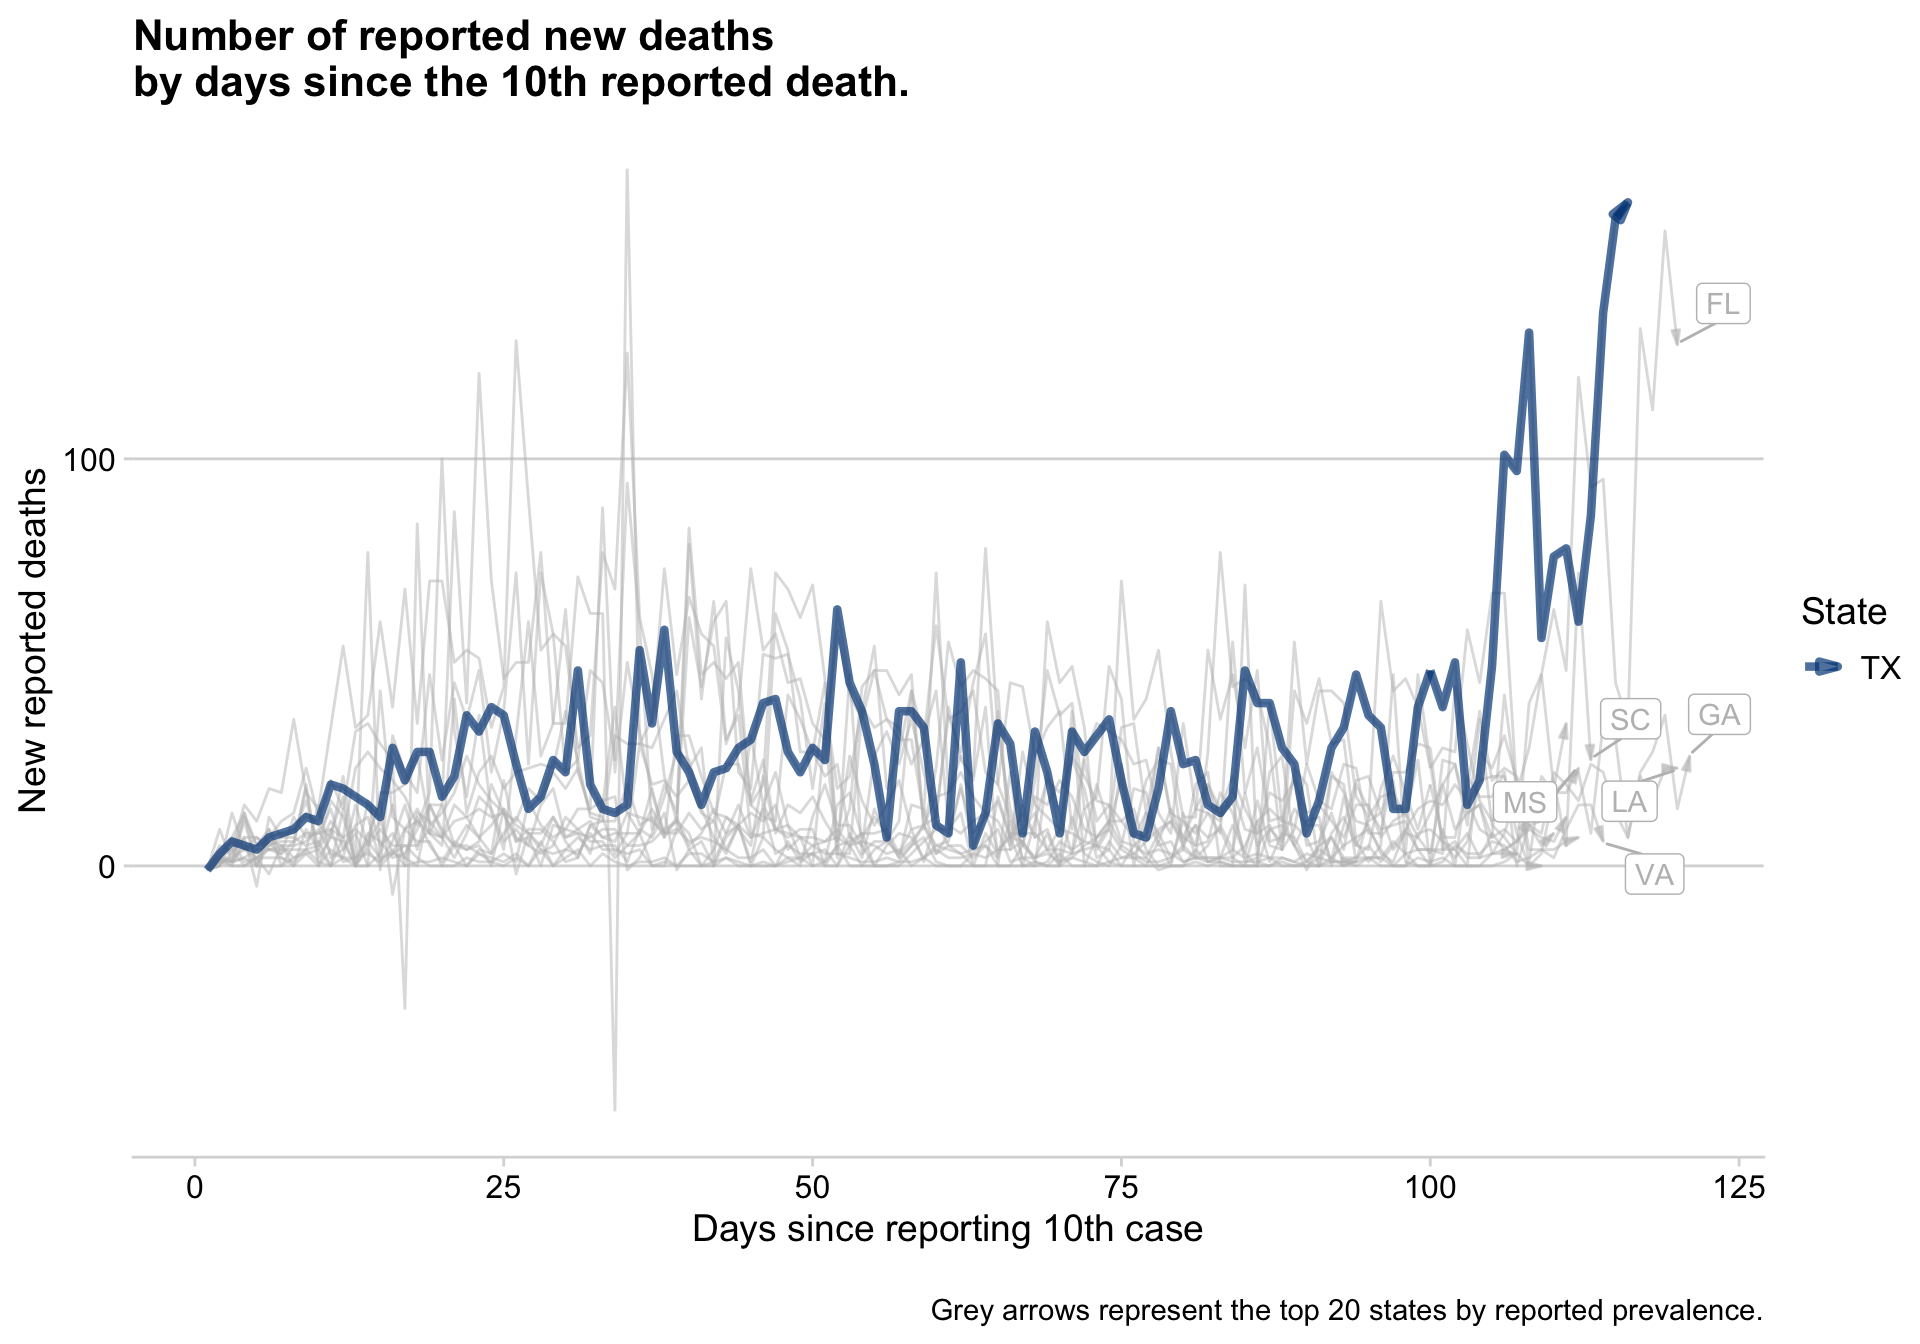 Number of reported new deaths
by days since the 10th reported death.
New reported deaths
100
0
FL
SC
GA
MS
LA
VA
State
TX
0 25 50 75 100 125
Days since reporting 10th case
Grey arrows represent the top 20 states by reported prevalence.